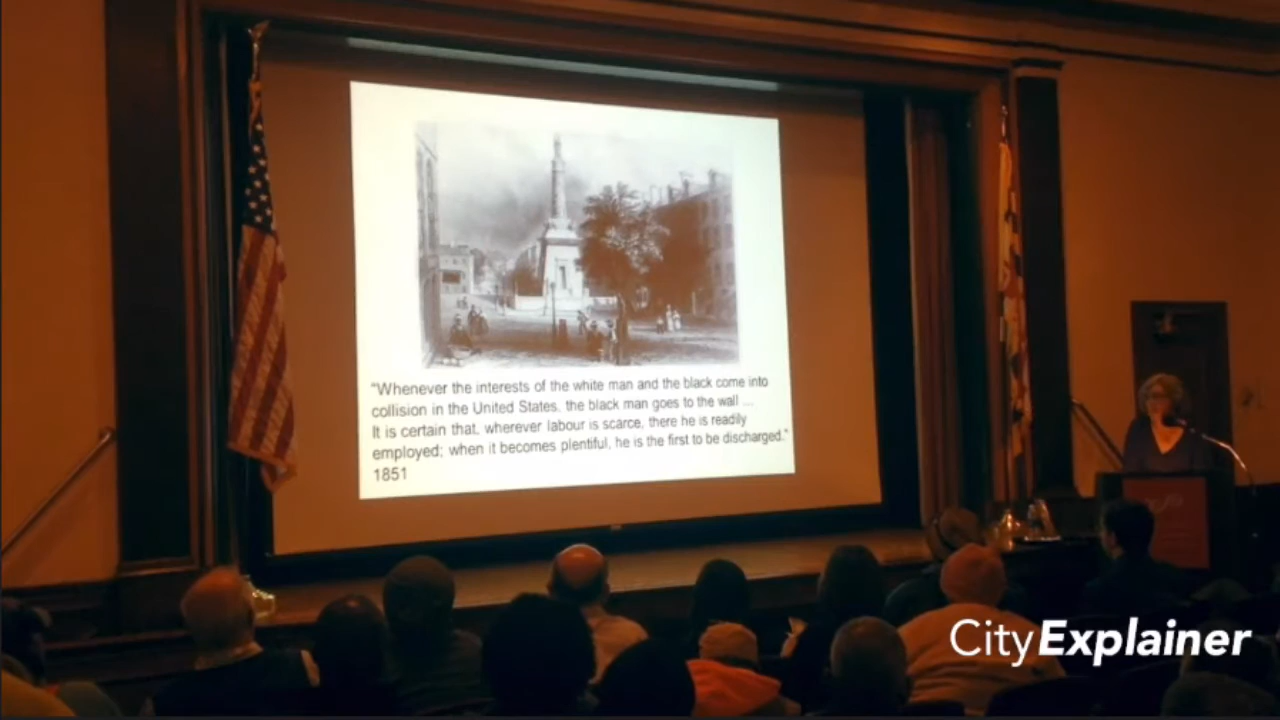 "Whenever the interests of the white man and the black come into
collision in the United States, the black man goes to the wall ...
It is certain that, wherever labour is scarce, there he is readily
employed; when it becomes plentiful, he is the first to be discharged."
1851
CityExplainer